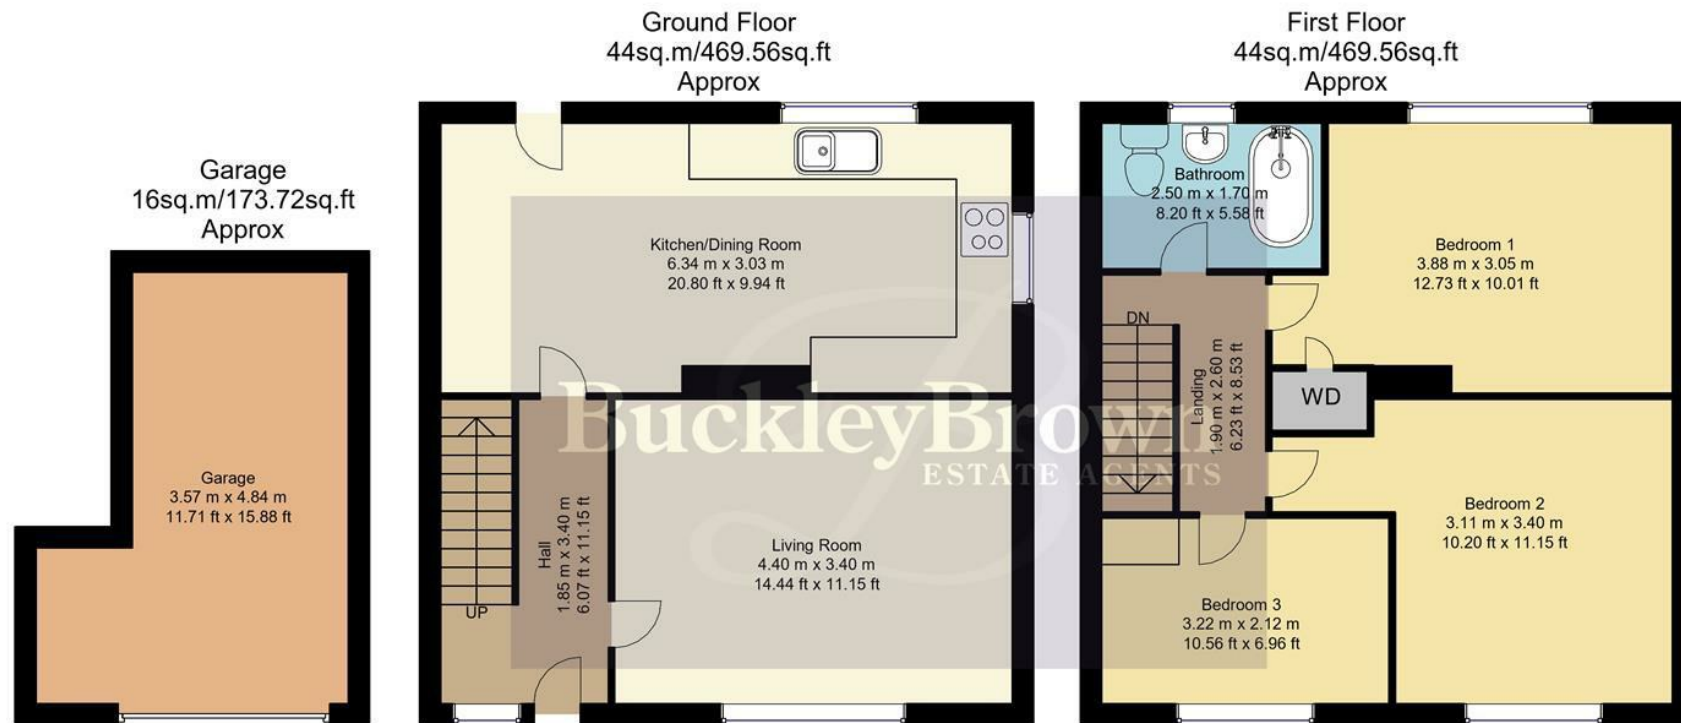 Ground Floor
44sq.m/469.56sq.ft
Approx
First Floor
44sq.m/469.56sq.ft
Approx
Garage
16sq.m/173.72sq.ft
Approx
Garage
3.57 m x 4.84 m
11.71 ft x 15.88 ft
Kitchen/Dining Room
6.34 m x 3.03 m
20.80 ft x 9.94 ft
UP
Hall
1.85 m x 3.40 m
6.07 ft x 11.15 ft
Living Room
4.40 m x 3.40 m
14.44 ft x 11.15 ft
Bathroom
2.50 m x 1.70 m
8.20 ft x 5.58 ft
Bedroom 1
3.88 m x 3.05 m
12.73 ft x 10.01 ft
DN
Landing
1.90 m x 2.60 m
6.23 ft x 8.53 ft
WD
Bedroom 2
3.11 m x 3.40 m
10.20 ft x 11.15 ft
Bedroom 3
3.22 m x 2.12 m
10.56 ft x 6.96 ft
BuckleyBrown
ESTATE AGENTS